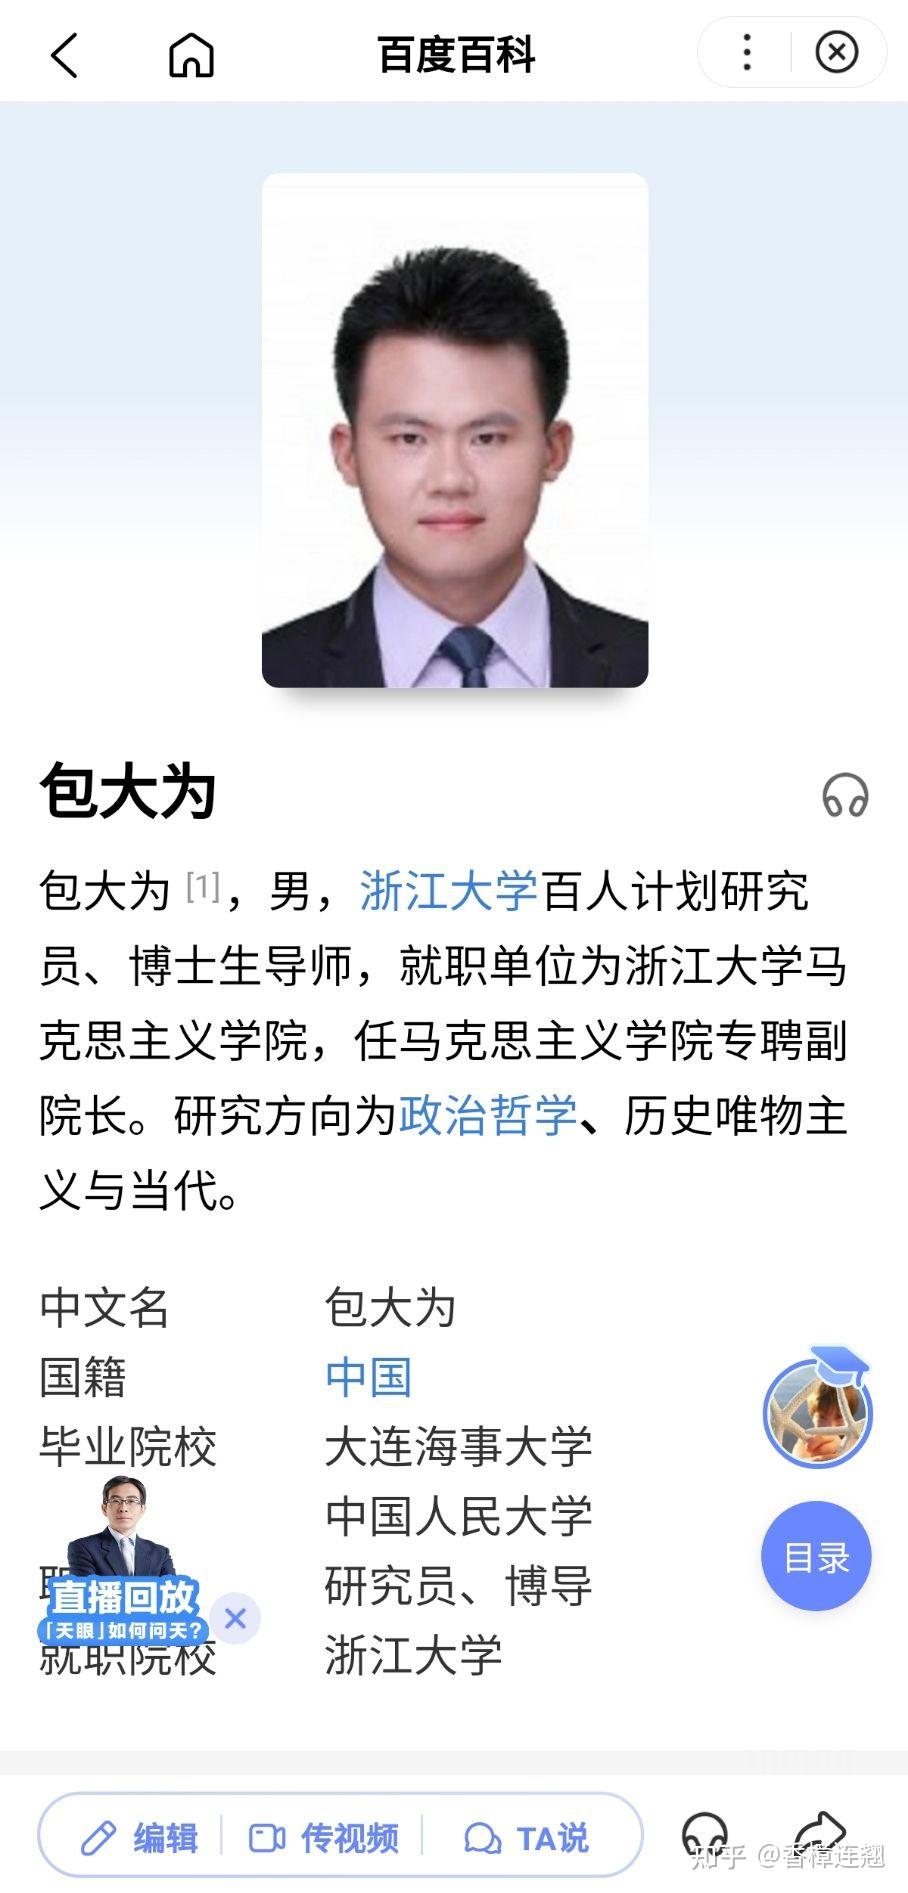 百度百科
包大为
包大为 [1]，男，浙江大学百人计划研究
员、博士生导师，就职单位为浙江大学马
克思主义学院，任马克思主义学院专聘副
院长。研究方向为政治哲学、历史唯物主
义与当代。
中文名 包大为
国籍 中国
毕业院校 大连海事大学
中国人民大学
研究员、博导
直播回放
「天眼」如何问天?
就职院校 浙江大学
目录
编辑 传视频 TA说
知乎 @香樟连翘